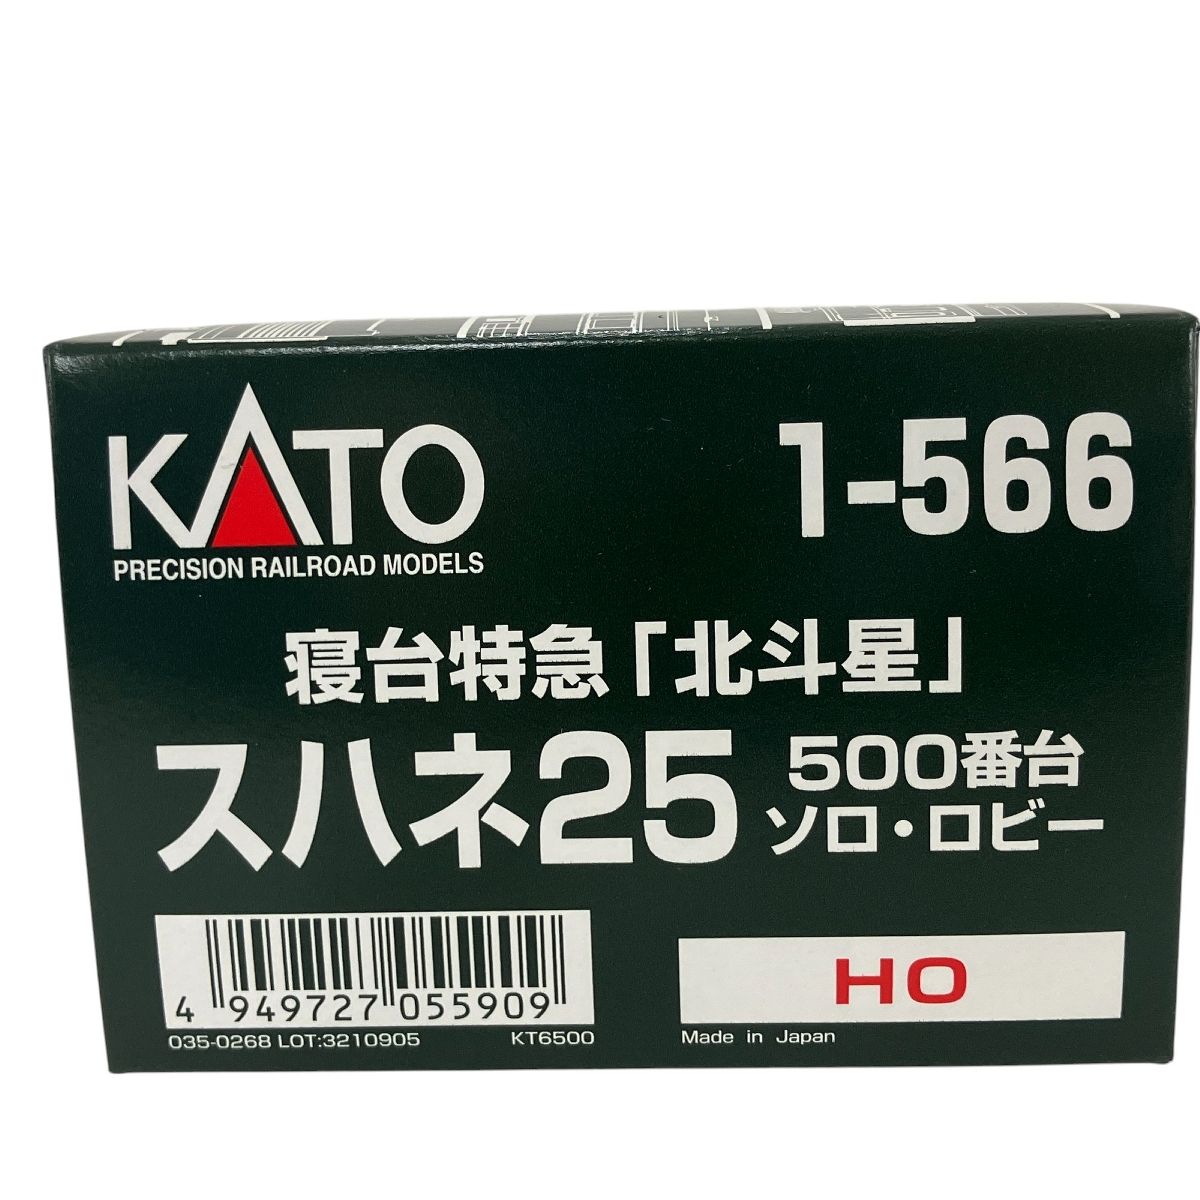 KATO
PRECISION RAILROAD MODELS
1-566
寝台特急「北斗星」
スハネ25 500番台
ソロ・ロビー
4 949727 055909
035-0268 LOT:3210905 KT6500
HO
Made in Japan